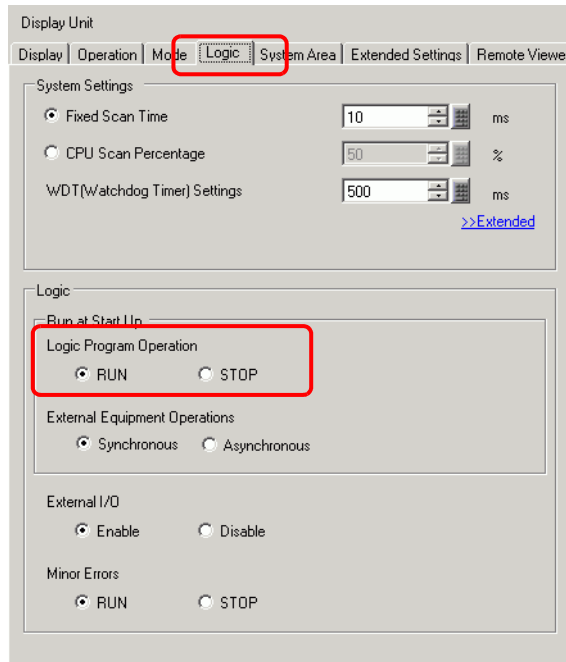 Display Unit
Display Operation Mode Logic System Area Extended Settings Remote Viewe
System Settings
Fixed Scan Time 10 ms
CPU Scan Percentage 50 %
WDT(Watchdog Timer) Settings 500 ms
>>Extended
Logic
Run at Start Up
Logic Program Operation
RUN STOP
External Equipment Operations
Synchronous Asynchronous
External I/O
Enable Disable
Minor Errors
RUN STOP